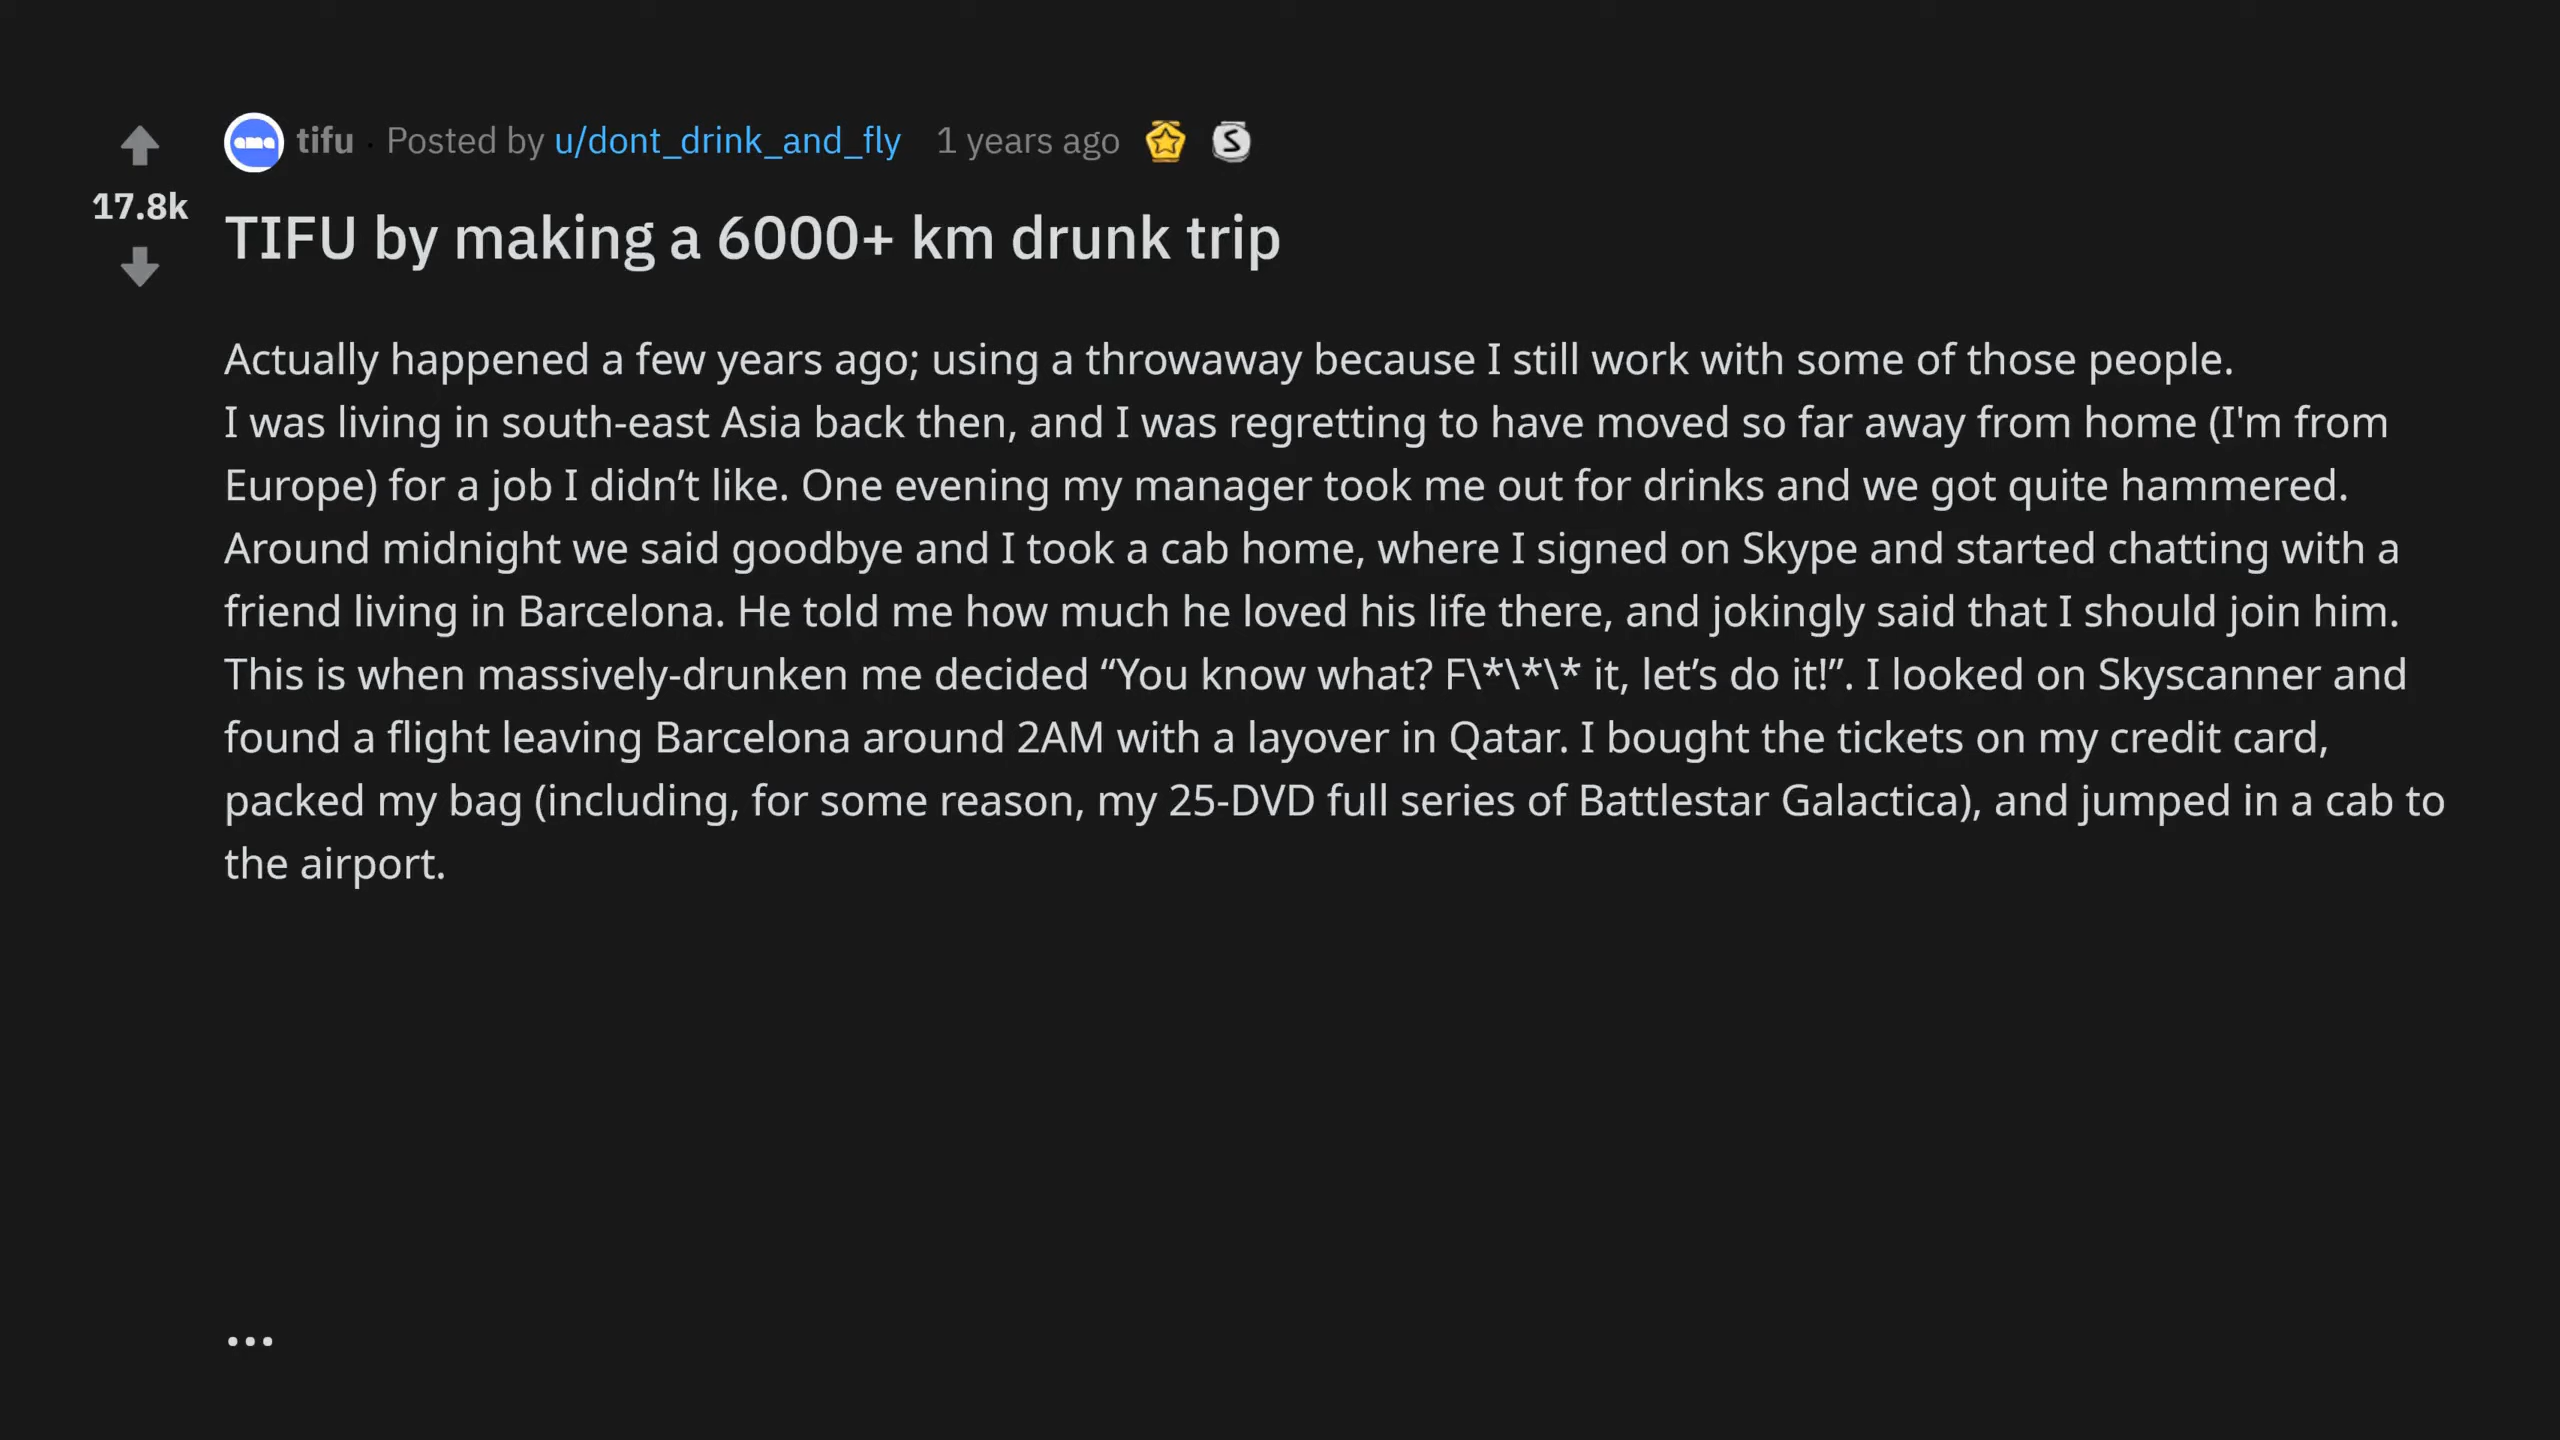 tifu · Posted by u/dont_drink_and_fly 1 years ago
17.8k
TIFU by making a 6000+ km drunk trip
Actually happened a few years ago; using a throwaway because I still work with some of those people.
I was living in south-east Asia back then, and I was regretting to have moved so far away from home (I'm from
Europe) for a job I didn’t like. One evening my manager took me out for drinks and we got quite hammered.
Around midnight we said goodbye and I took a cab home, where I signed on Skype and started chatting with a
friend living in Barcelona. He told me how much he loved his life there, and jokingly said that I should join him.
This is when massively-drunken me decided “You know what? F\*\*\* it, let’s do it!”. I looked on Skyscanner and
found a flight leaving Barcelona around 2AM with a layover in Qatar. I bought the tickets on my credit card,
packed my bag (including, for some reason, my 25-DVD full series of Battlestar Galactica), and jumped in a cab to
the airport.
...